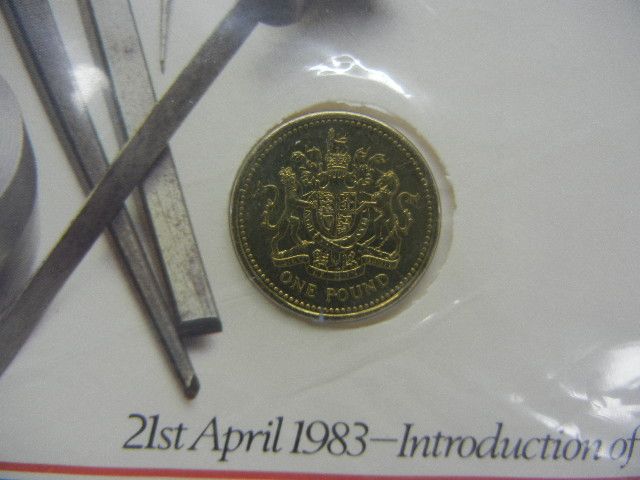 ONE POUND
21st April 1983–Introduction of